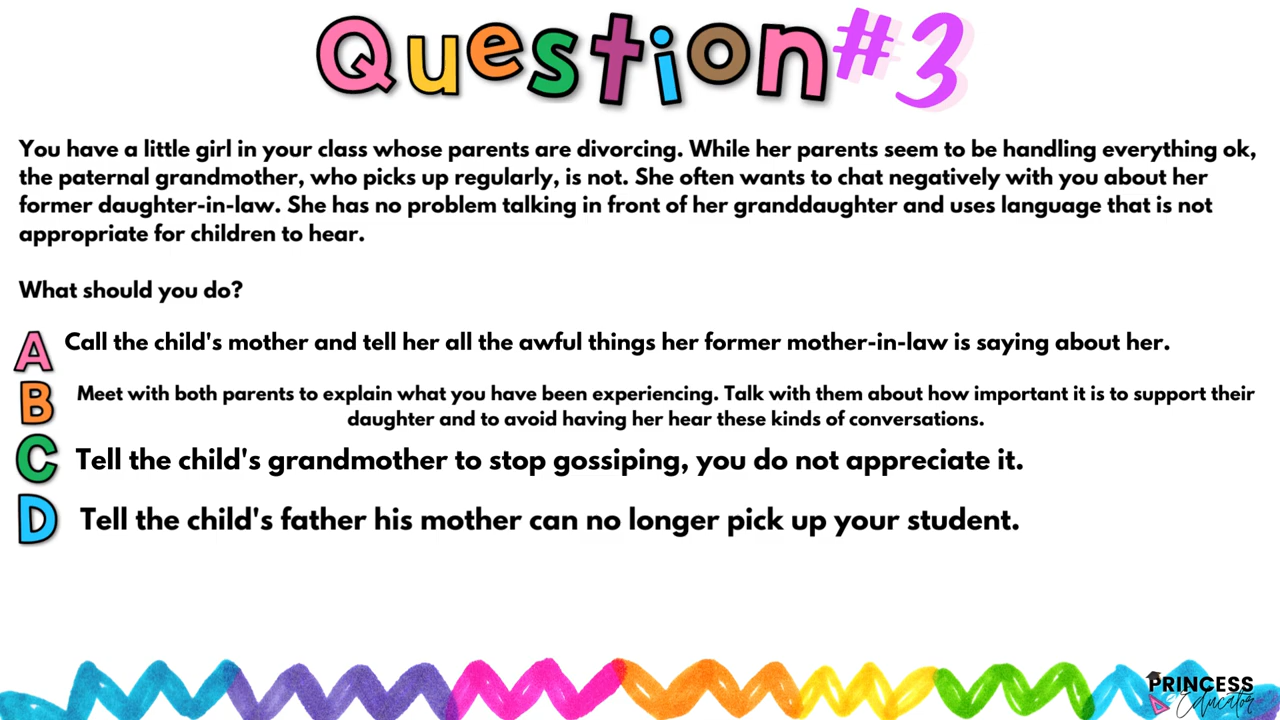 Question #3
You have a little girl in your class whose parents are divorcing. While her parents seem to be handling everything ok,
the paternal grandmother, who picks up regularly, is not. She often wants to chat negatively with you about her
former daughter-in-law. She has no problem talking in front of her granddaughter and uses language that is not
appropriate for children to hear.
What should you do?
A Call the child's mother and tell her all the awful things her former mother-in-law is saying about her.
B Meet with both parents to explain what you have been experiencing. Talk with them about how important it is to support their
daughter and to avoid having her hear these kinds of conversations.
C Tell the child's grandmother to stop gossiping, you do not appreciate it.
D Tell the child's father his mother can no longer pick up your student.
PRINCESS
Educator